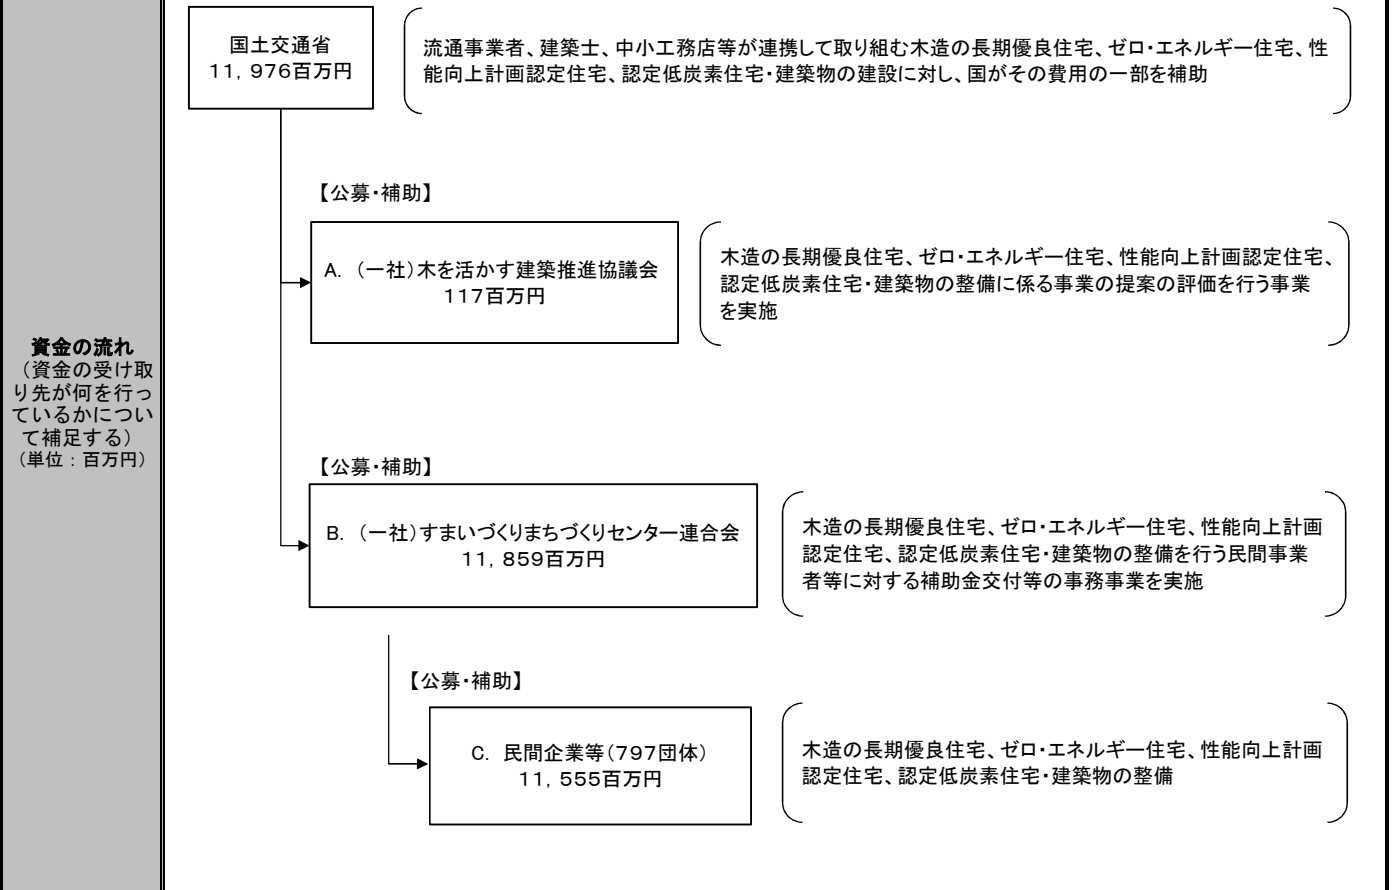 資金の流れ
（資金の受け取
り先が何を行っ
ているかについ
て補足する）
（単位：百万円）
国土交通省
11，976百万円
流通事業者、建築士、中小工務店等が連携して取り組む木造の長期優良住宅、ゼロ・エネルギー住宅、性
能向上計画認定住宅、認定低炭素住宅・建築物の建設に対し、国がその費用の一部を補助
【公募・補助】
A．（一社）木を活かす建築推進協議会
117百万円
木造の長期優良住宅、ゼロ・エネルギー住宅、性能向上計画認定住宅、
認定低炭素住宅・建築物の整備に係る事業の提案の評価を行う事業
を実施
【公募・補助】
B．（一社）すまいづくりまちづくりセンター連合会
11，859百万円
木造の長期優良住宅、ゼロ・エネルギー住宅、性能向上計画
認定住宅、認定低炭素住宅・建築物の整備を行う民間事業
者等に対する補助金交付等の事務事業を実施
【公募・補助】
C．民間企業等（797団体）
11，555百万円
木造の長期優良住宅、ゼロ・エネルギー住宅、性能向上計画
認定住宅、認定低炭素住宅・建築物の整備